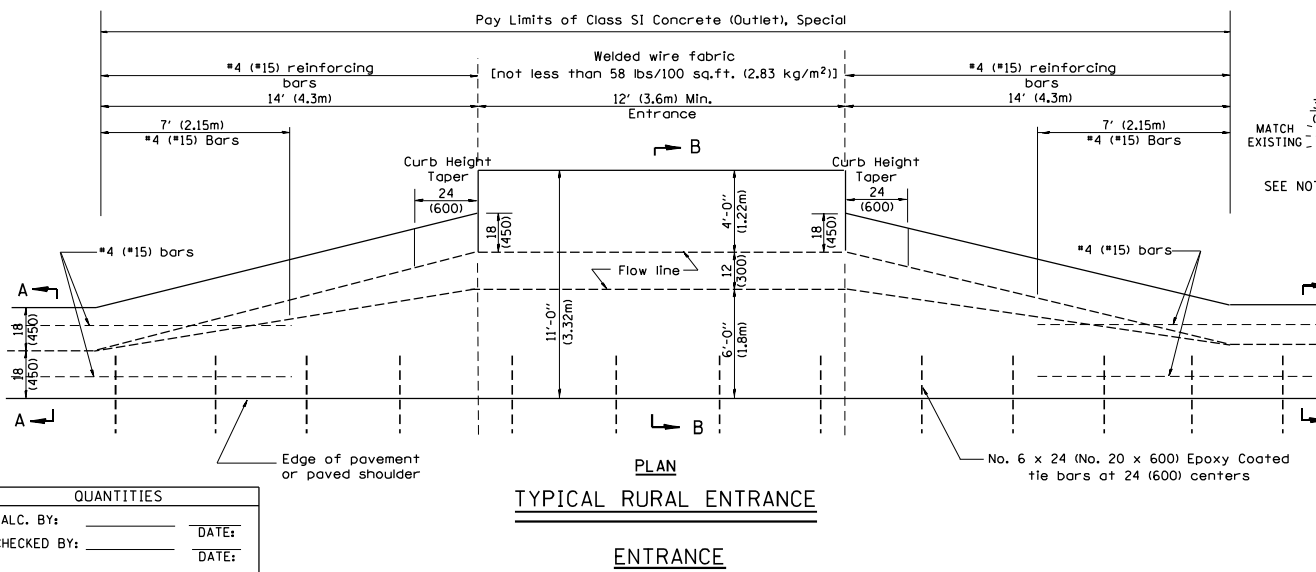 Pay Limits of Class SI Concrete (Outlet), Special
Welded wire fabric
[not less than 58 lbs/100 sq.ft. (2.83 kg/m²)]
#4 (#15) reinforcing
bars
14' (4.3m)
12' (3.6m) Min.
Entrance
#4 (#15) reinforcing
bars
14' (4.3m)
7' (2.15m)
#4 (#15) Bars
7' (2.15m)
#4 (#15) Bars
MATCH
EXISTING
SEE NOT
B
Curb Height
Taper
24
(600)
Curb Height
Taper
24
(600)
18
(450)
18
(450)
4'-0"
(1.22m)
#4 (#15) bars
#4 (#15) bars
Flow line
12
(300)
A
18
(450)
11'-0"
(3.32m)
6'-0"
(1.8m)
18
(450)
A
B
Edge of pavement
or paved shoulder
No. 6 x 24 (No. 20 x 600) Epoxy Coated
tie bars at 24 (600) centers
PLAN
TYPICAL RURAL ENTRANCE
ENTRANCE
QUANTITIES
ALC. BY:
DATE:
CHECKED BY:
DATE: